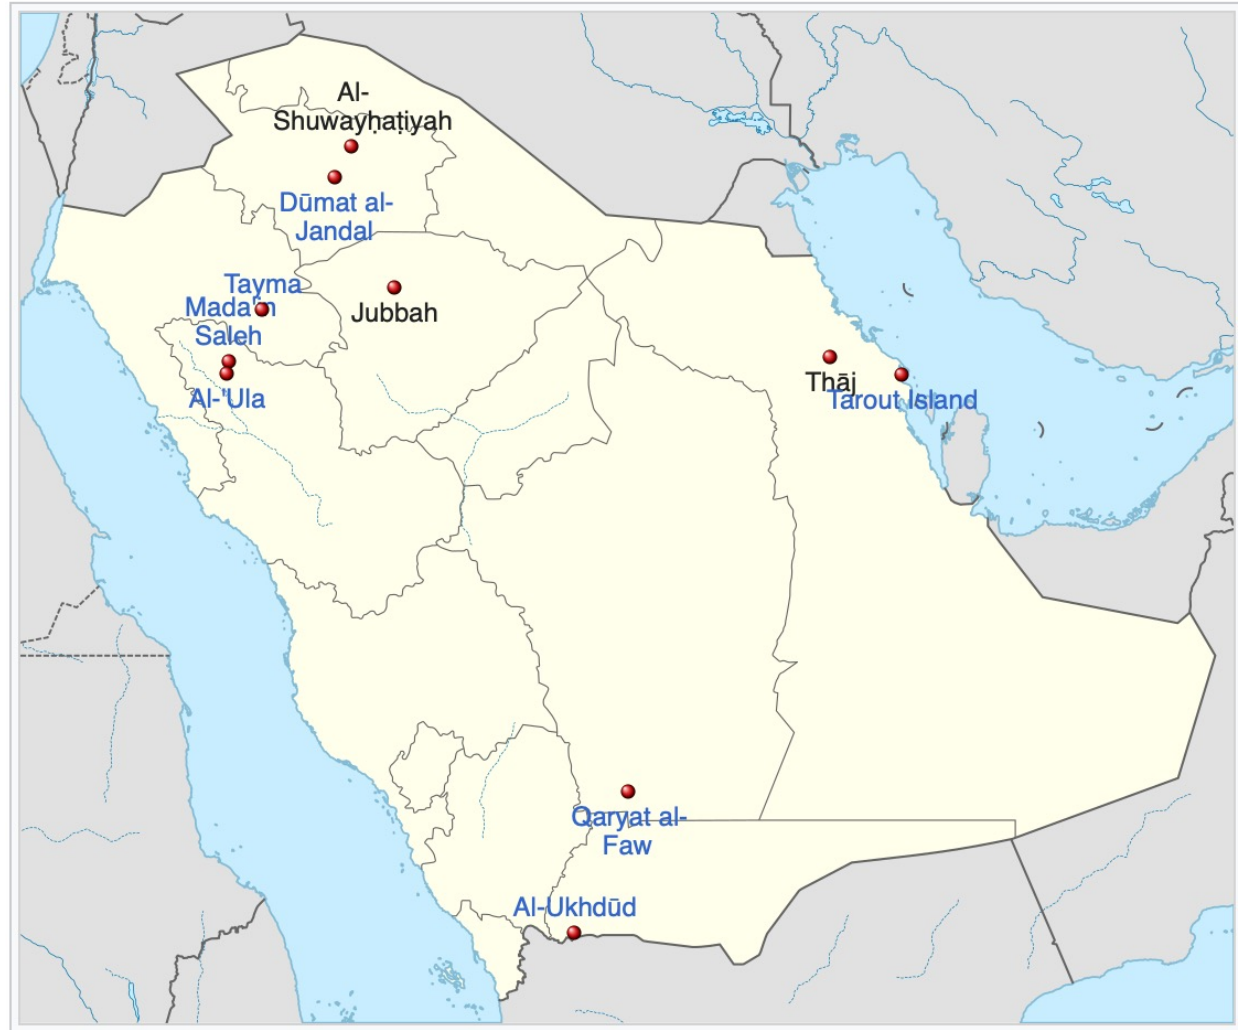 Al-
Shuwayḥaṭiyah
Dūmat al-
Jandal
Tayma
Mada'in
Saleh
Al-'Ula
Jubbah
Thāj
Tarout Island
Qaryat al-
Faw
Al-Ukhdūd